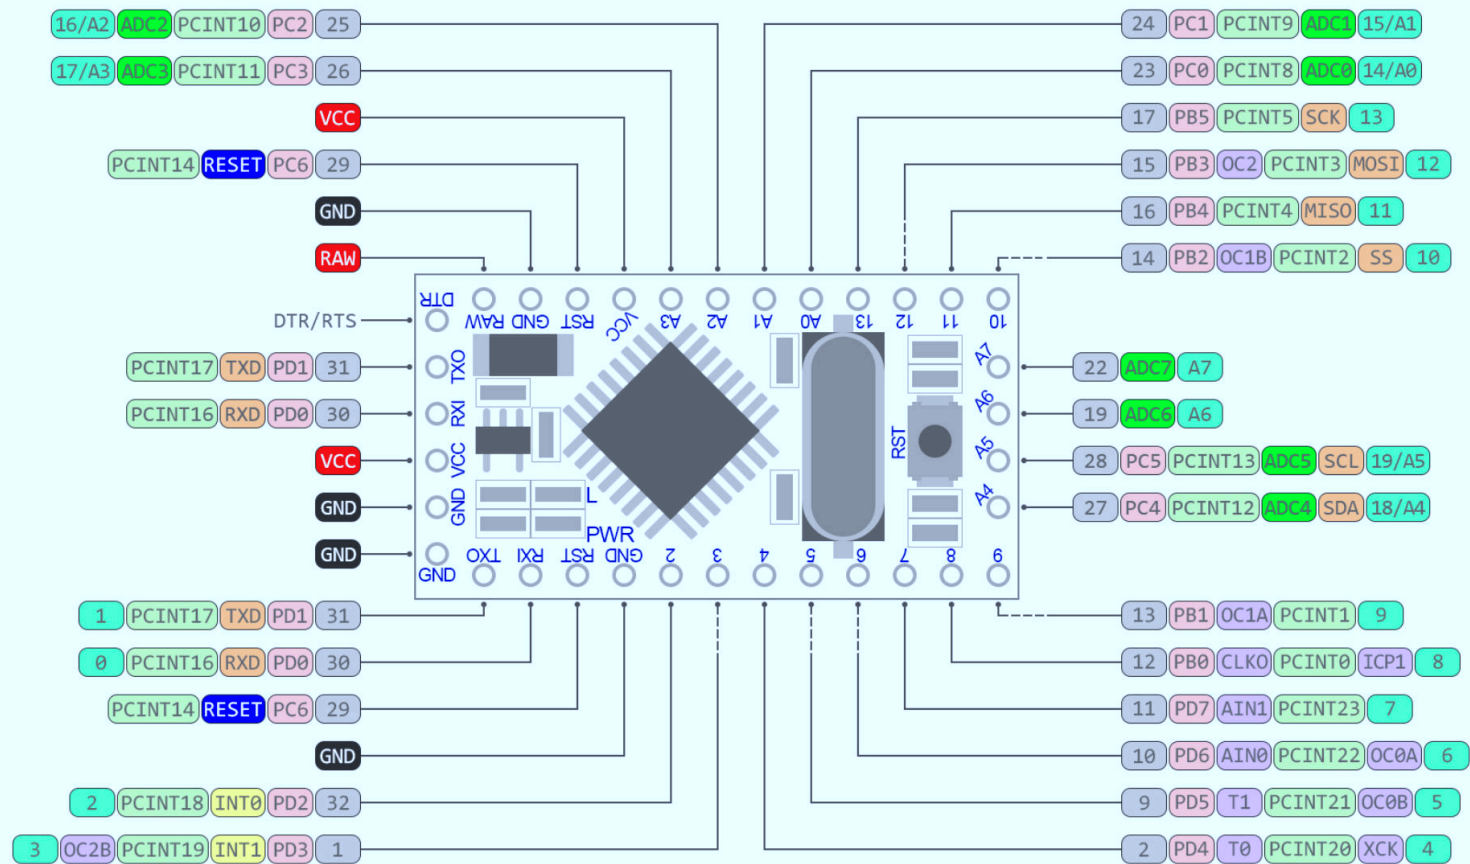 16/A2 ADC2 PCINT10 PC2 25
17/A3 ADC3 PCINT11 PC3 26
VCC
PCINT14 RESET PC6 29
GND
RAW
24 PC1 PCINT9 ADC1 15/A1
23 PC0 PCINT8 ADC0 14/A0
17 PB5 PCINT5 SCK 13
15 PB3 OC2 PCINT3 MOSI 12
16 PB4 PCINT4 MISO 11
14 PB2 OC1B PCINT2 SS 10
DTR/RTS
PCINT17 TXD PD1 31
PCINT16 RXD PD0 30
VCC
GND
GND
DTR
RAW GND RST VCC A3 A2 A1 A0 13 12 11 10
TXO
RXI
VCC
GND
GND
L
PWR
RST
A7
A6
A5
A4
TXO RXI RST GND 2 3 4 5 6 7 8 9
22 ADC7 A7
19 ADC6 A6
28 PC5 PCINT13 ADC5 SCL 19/A5
27 PC4 PCINT12 ADC4 SDA 18/A4
1 PCINT17 TXD PD1 31
0 PCINT16 RXD PD0 30
PCINT14 RESET PC6 29
GND
2 PCINT18 INT0 PD2 32
3 OC2B PCINT19 INT1 PD3 1
13 PB1 OC1A PCINT1 9
12 PB0 CLKO PCINT0 ICP1 8
11 PD7 AIN1 PCINT23 7
10 PD6 AIN0 PCINT22 OC0A 6
9 PD5 T1 PCINT21 OC0B 5
2 PD4 T0 PCINT20 XCK 4